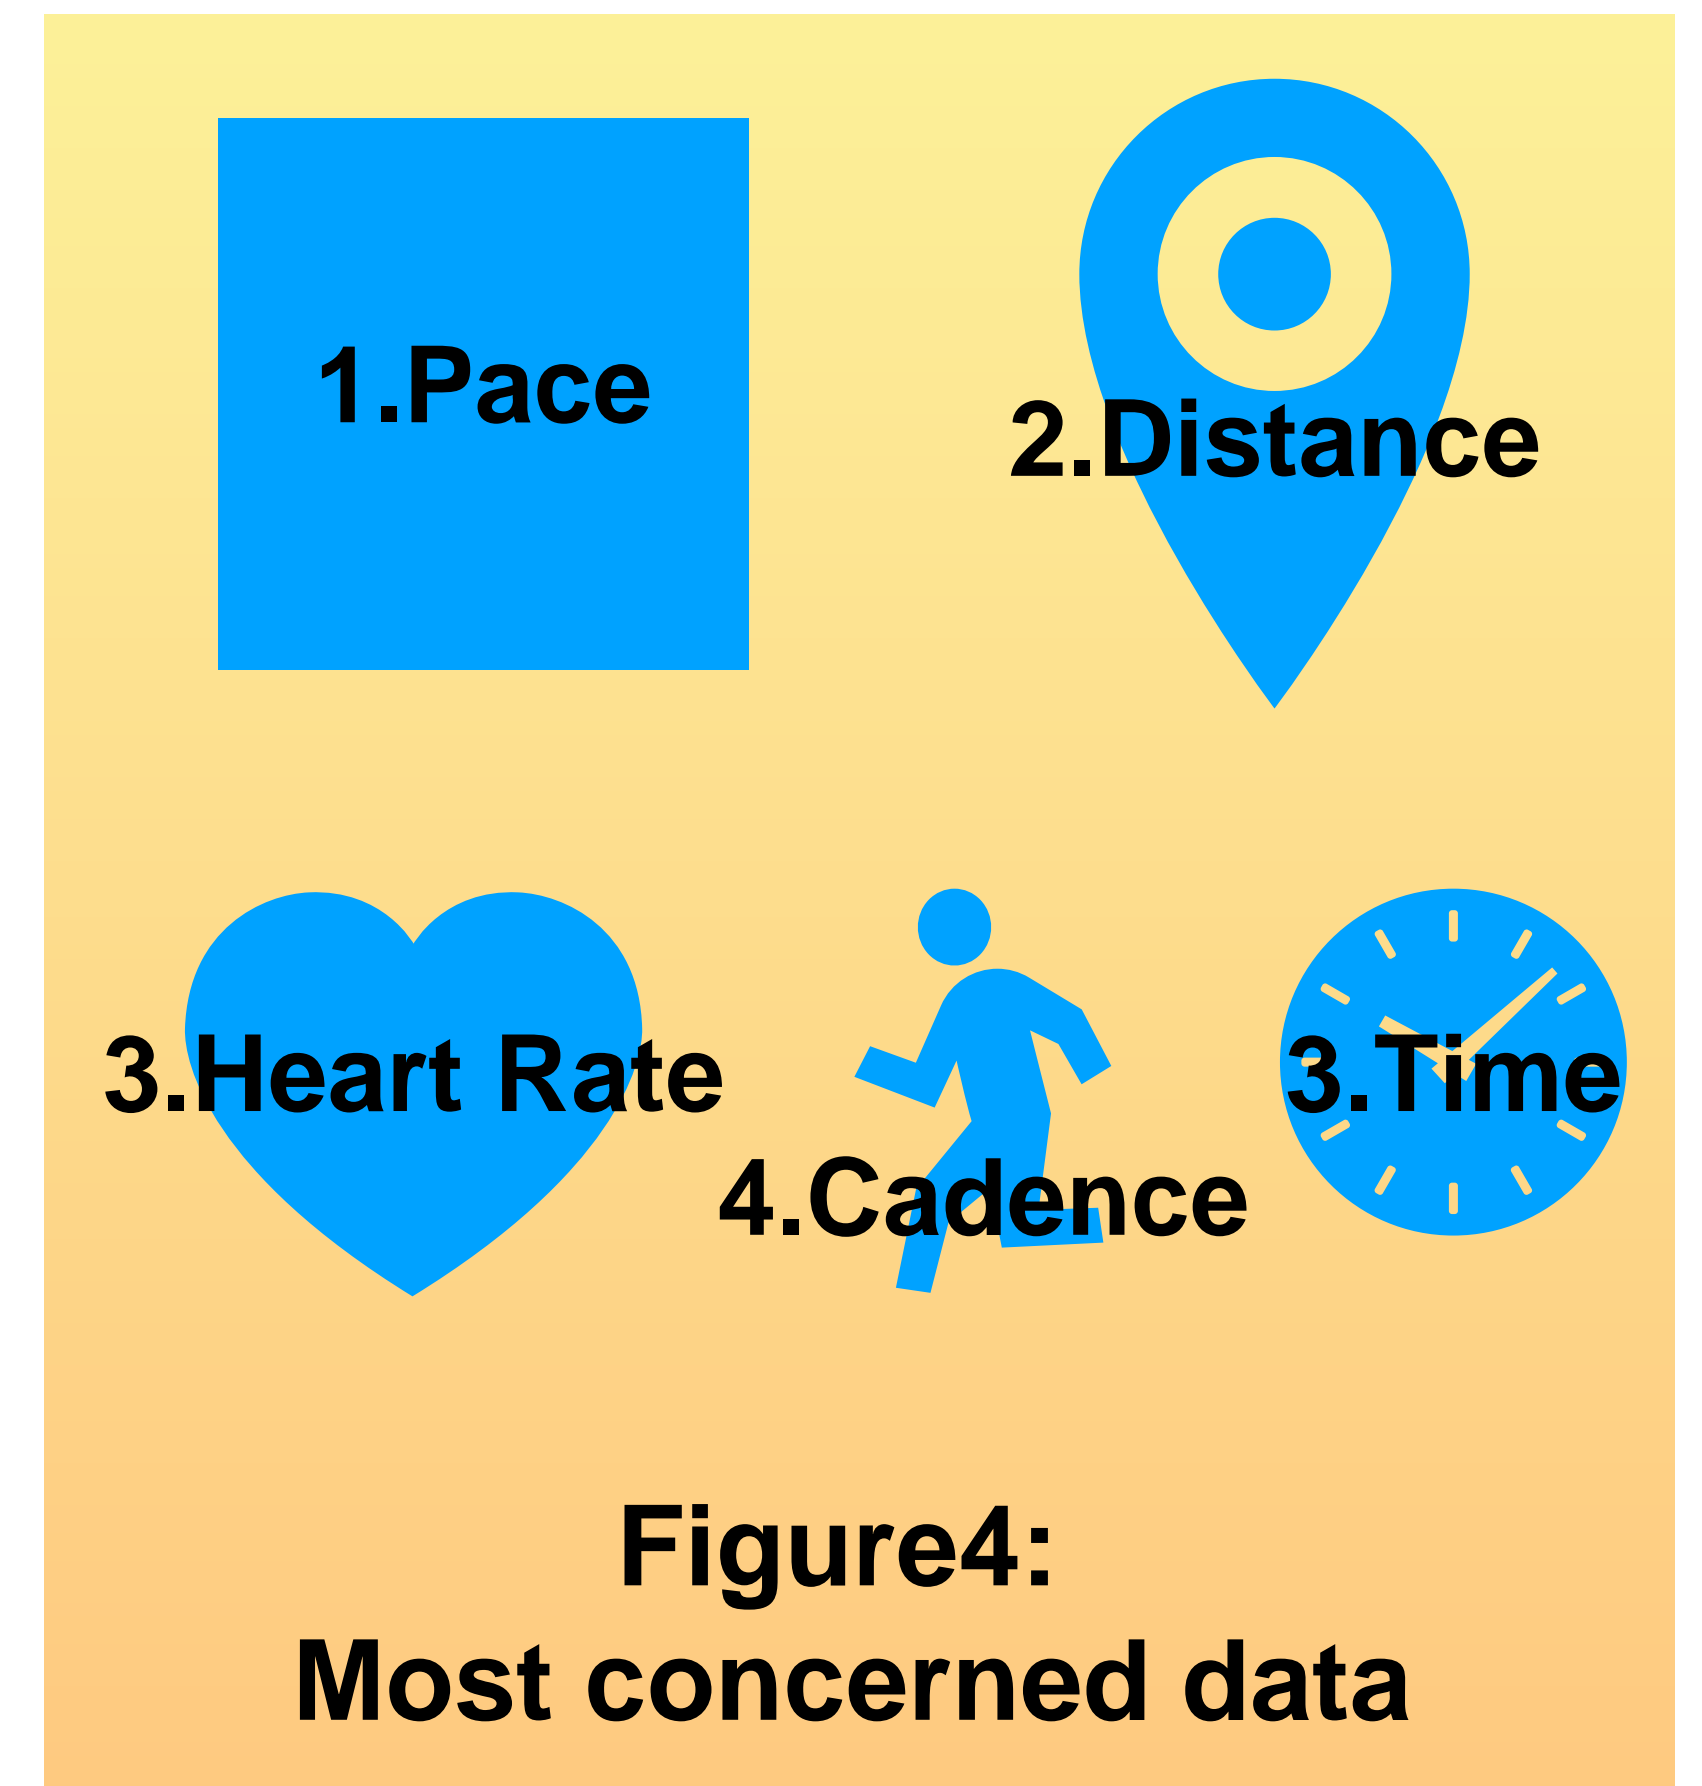 1.Pace
2.Distance
3.Heart Rate
4.Cadence
3.Time
Figure4:
Most concerned data